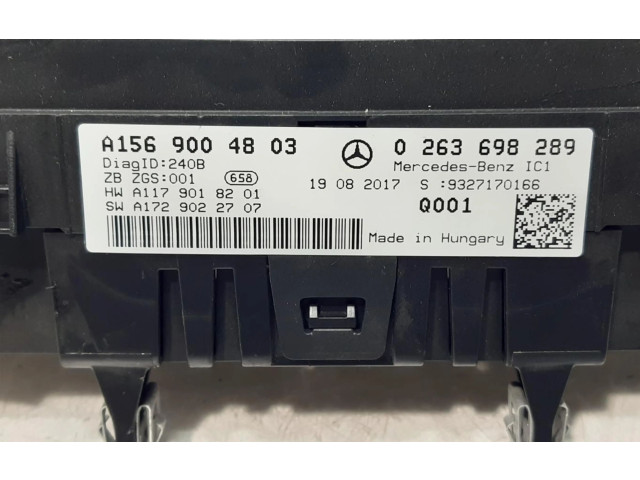 A156 900 48 03
0 263 698 289
DiagID:240B
Mercedes-Benz IC1
ZB ZGS:001
658
19 08 2017
S :9327170166
HW A117 901 82 01
SW A172 902 27 07
Q001
Made in Hungary